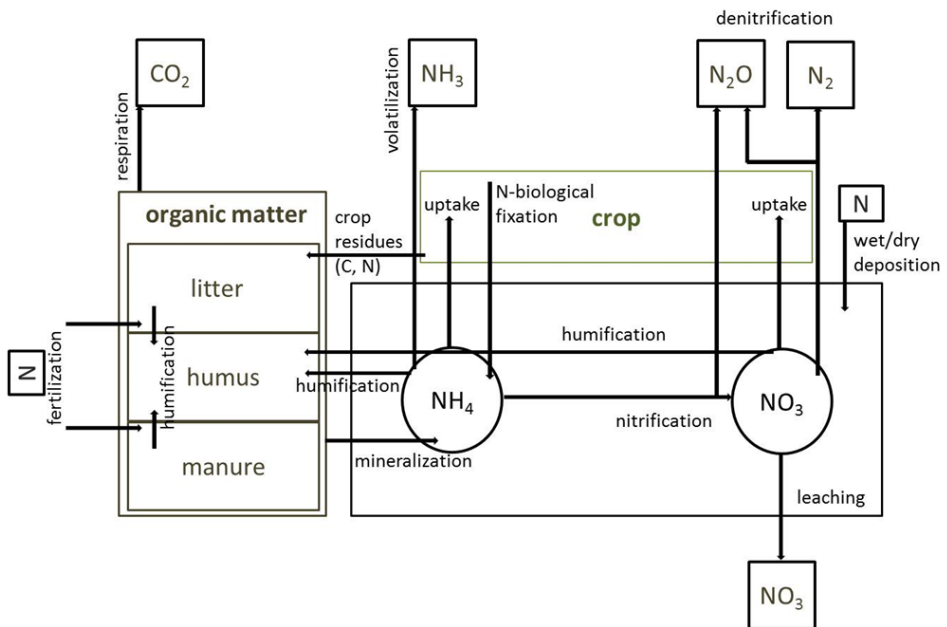 denitrification
CO₂
NH₃
N₂O
N₂
respiration
volatilization
organic matter
crop
residues
(C, N)
uptake
N-biological
fixation
crop
uptake
N
wet/dry
deposition
litter
humification
N
fertilization
humification
humus
humification
NH₄
NO₃
nitrification
manure
mineralization
leaching
NO₃